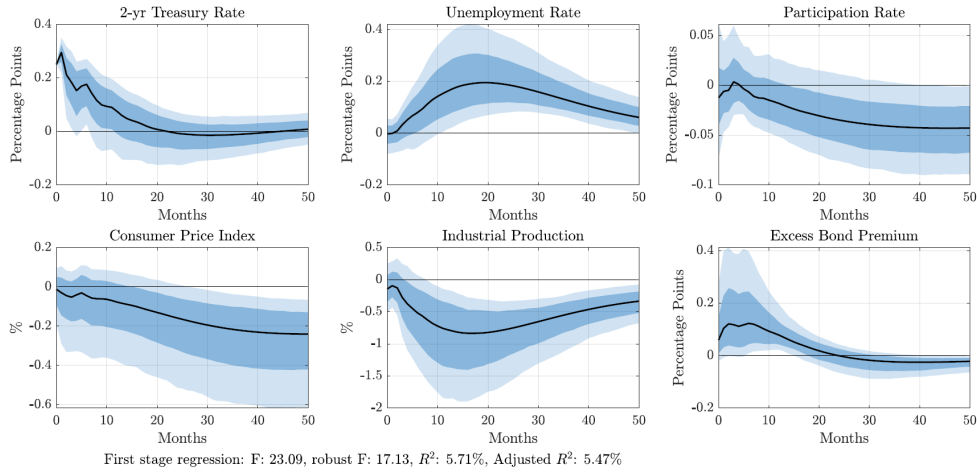 2-yr Treasury Rate
Unemployment Rate
Participation Rate
Percentage Points
0.4
0.2
0
-0.2
0 10 20 30 40 50
Months
Percentage Points
0.4
0.2
0
-0.2
0 10 20 30 40 50
Months
Percentage Points
0.05
0
-0.05
-0.1
0 10 20 30 40 50
Months
Consumer Price Index
Industrial Production
Excess Bond Premium
%
0.2
0
-0.2
-0.4
-0.6
0 10 20 30 40 50
Months
%
0.5
0
-0.5
-1
-1.5
-2
0 10 20 30 40 50
Months
Percentage Points
0.4
0.2
0
-0.2
0 10 20 30 40 50
Months
First stage regression: F: 23.09, robust F: 17.13, R²: 5.71%, Adjusted R²: 5.47%